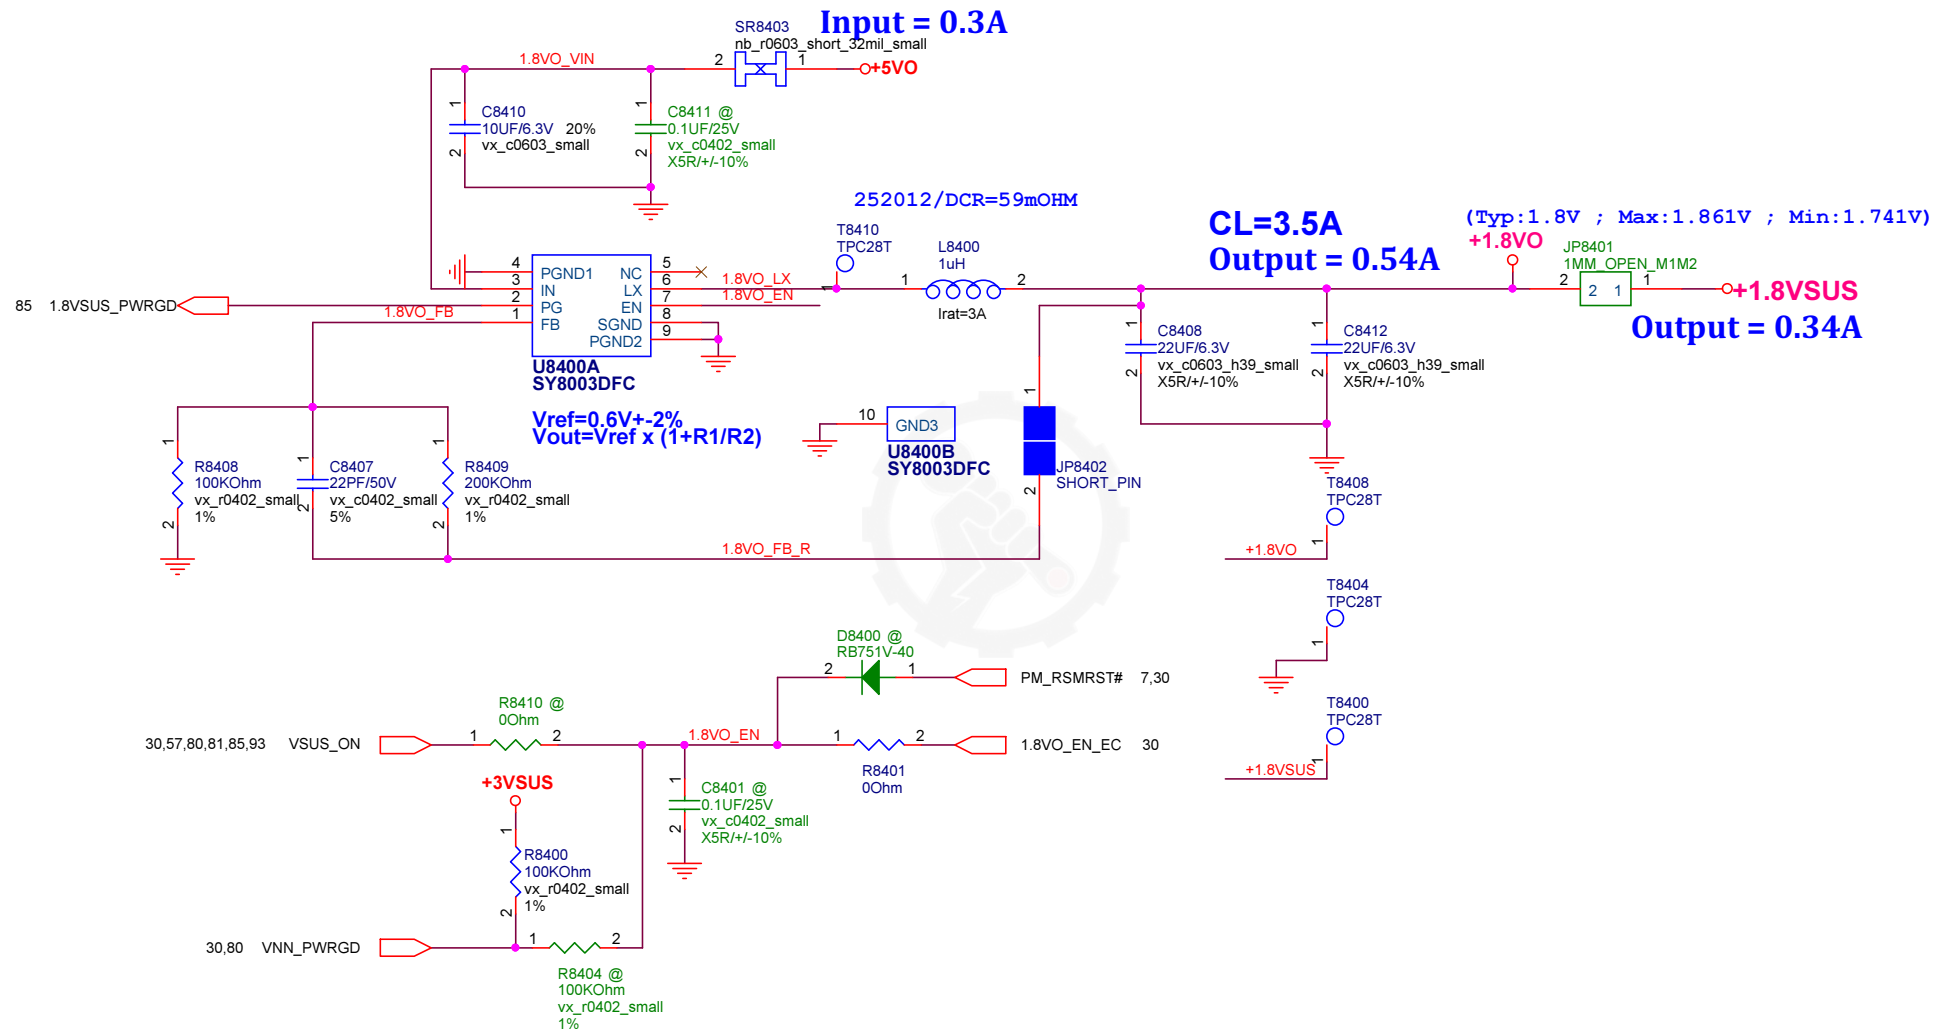 Input = 0.3A
SR8403
nb_r0603_short_32mil_small
1.8VO_VIN
2
1
+5VO
1
C8410
10UF/6.3V 20%
vx_c0603_small
2
1
C8411 @
0.1UF/25V
vx_c0402_small
X5R/+/-10%
2
252012/DCR=59mOHM
CL=3.5A
Output = 0.54A
(Typ:1.8V ; Max:1.861V ; Min:1.741V)
+1.8VO
T8410
TPC28T
1
L8400
1uH
1
2
Irat=3A
JP8401
1MM_OPEN_M1M2
2
2 1
1
+1.8VSUS
Output = 0.34A
85 1.8VSUS_PWRGD
1.8VO_FB
4
3
2
1
PGND1
IN
PG
FB
NC
LX
EN
SGND
PGND2
5
6
7
8
9
1.8VO_LX
1.8VO_EN
U8400A
SY8003DFC
Vref=0.6V+-2%
Vout=Vref x (1+R1/R2)
1
C8408
22UF/6.3V
vx_c0603_h39_small
X5R/+/-10%
2
1
C8412
22UF/6.3V
vx_c0603_h39_small
X5R/+/-10%
2
10
GND3
U8400B
SY8003DFC
1
JP8402
SHORT_PIN
2
1
R8408
100KOhm
vx_r0402_small
1%
2
1
C8407
22PF/50V
vx_c0402_small
5%
2
1
R8409
200KOhm
vx_r0402_small
1%
2
1.8VO_FB_R
T8408
TPC28T
1
+1.8VO
T8404
TPC28T
1
T8400
TPC28T
1
+1.8VSUS
D8400 @
RB751V-40
2
1
PM_RSMRST# 7,30
R8410 @
0Ohm
30,57,80,81,85,93 VSUS_ON
1
2
1.8VO_EN
1
2
1.8VO_EN_EC 30
R8401
0Ohm
+3VSUS
1
C8401 @
0.1UF/25V
vx_c0402_small
X5R/+/-10%
2
1
R8400
100KOhm
vx_r0402_small
1%
2
30,80 VNN_PWRGD
1
2
R8404 @
100KOhm
vx_r0402_small
1%